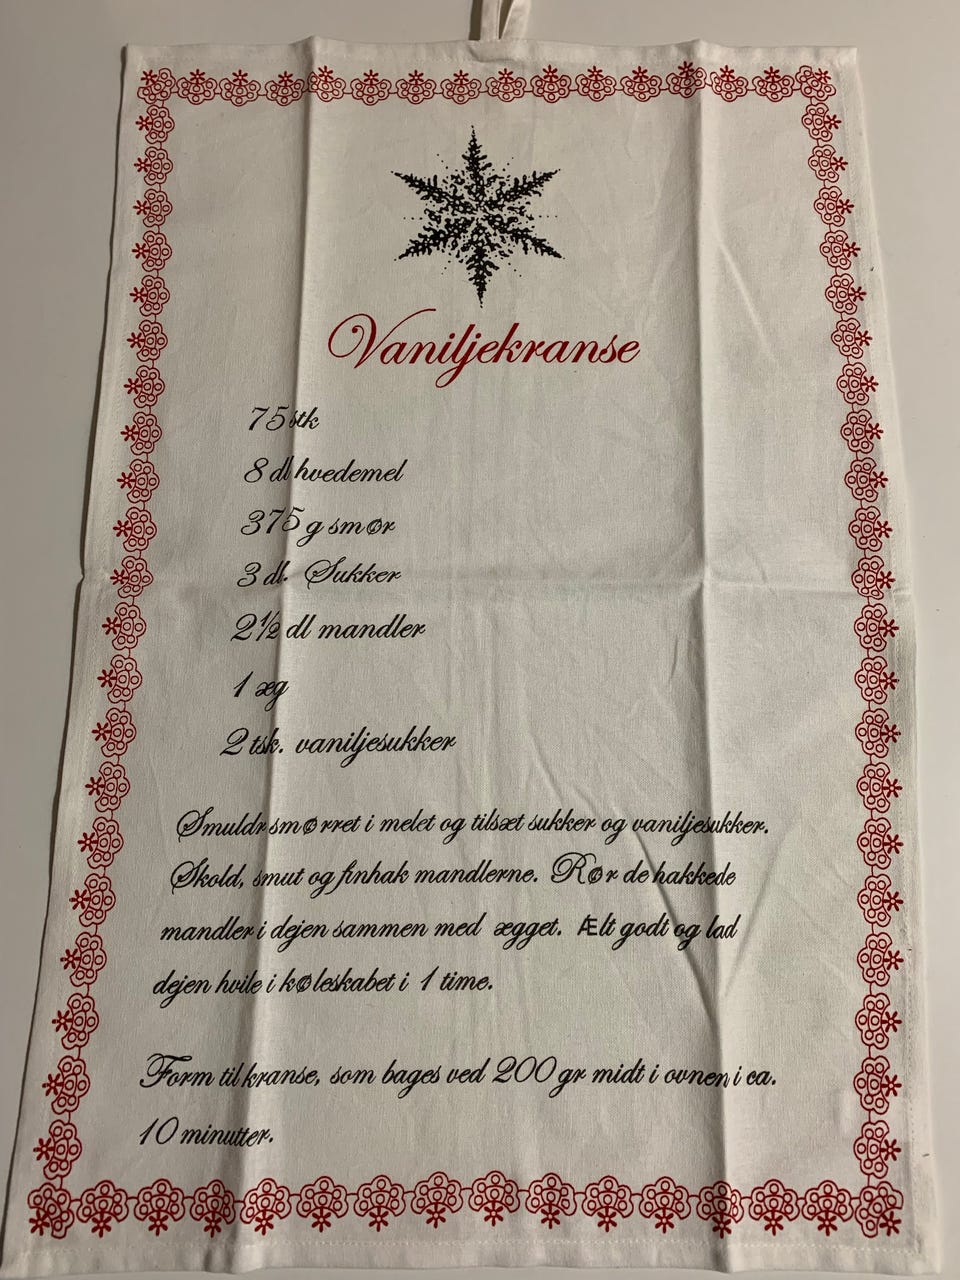 Vaniljekranse
75 stk
8 dl hvedemel
375 g smør
3 dl. Sukker
2½ dl mandler
1 æg
2 tsk. vaniljesukker
Smuldr smørret i melet og tilsæt sukker og vaniljesukker.
Skold, smut og finhak mandlerne. Rør de hakkede
mandler i dejen sammen med ægget. Ælt godt og lad
dejen hvile i køleskabet i 1 time.
Form til kranse, som bages ved 200 gr midt i ovnen i ca.
10 minutter.